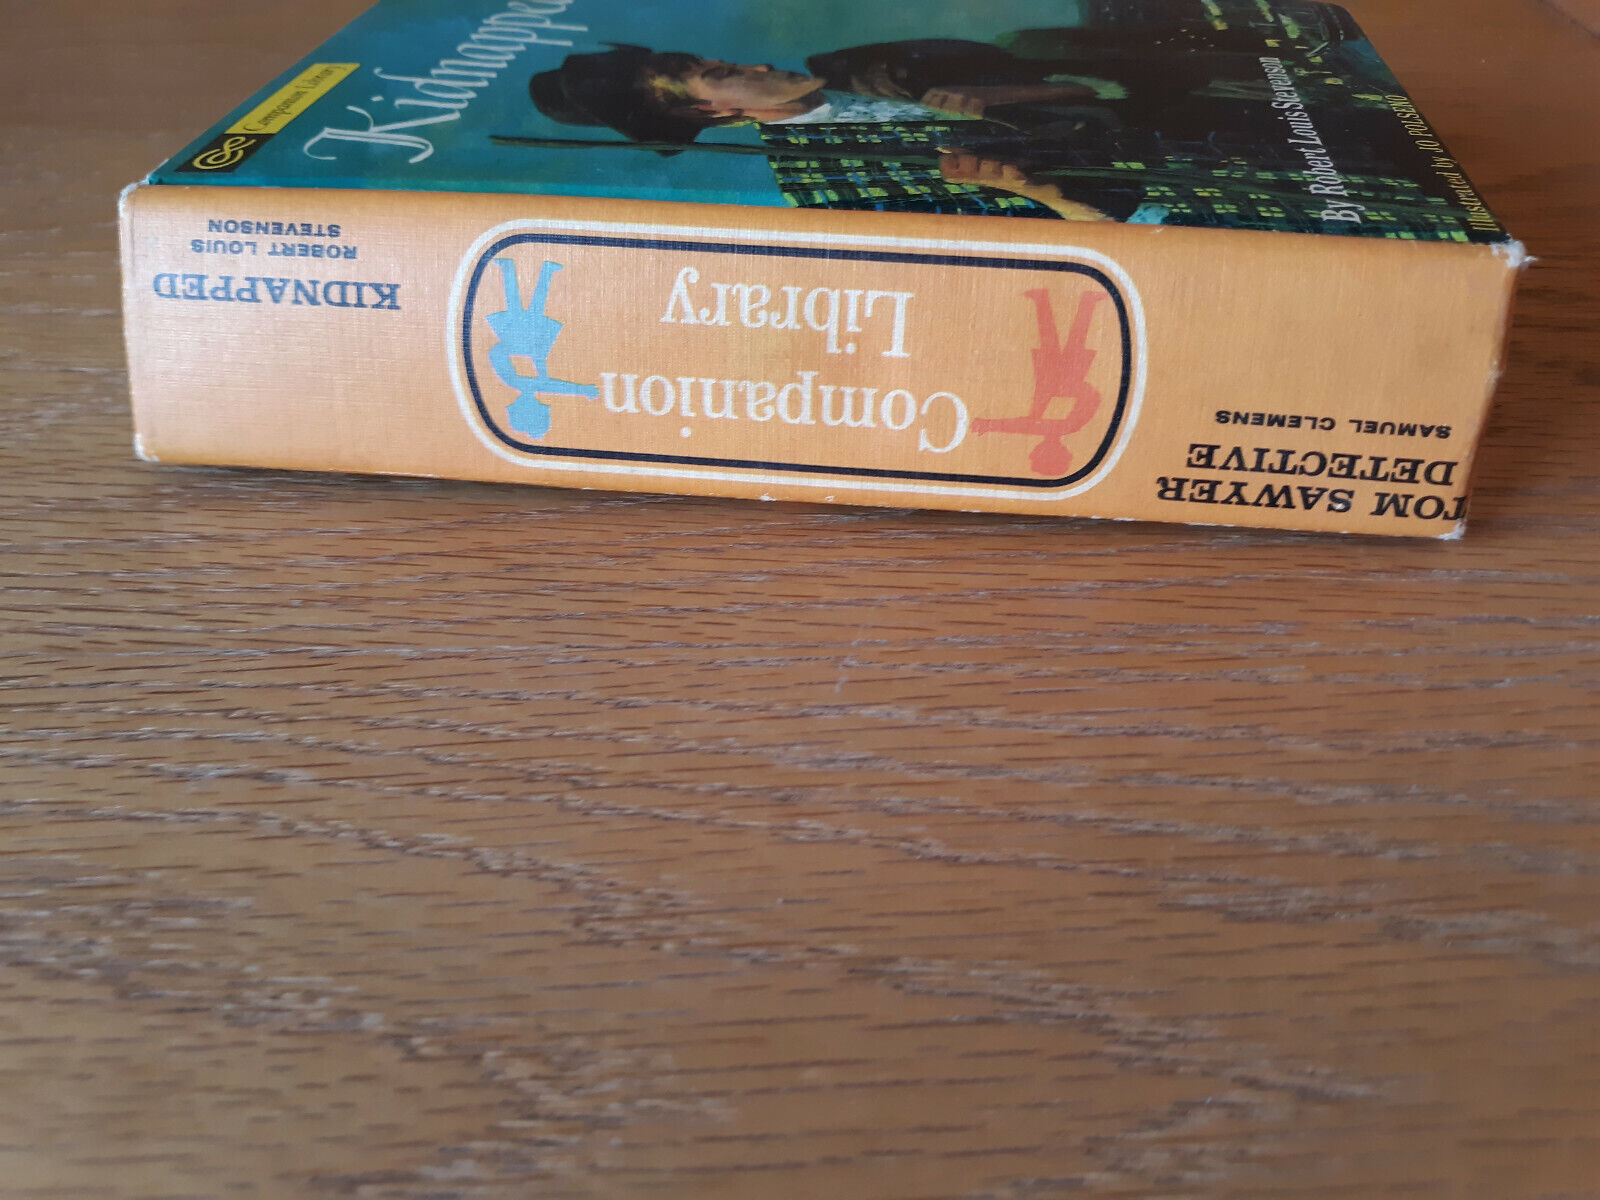 Companion Library
Kidnapped
By Robert Louis Stevenson
Illustrated by JO POLSENO
TOM SAWYER
DETECTIVE
SAMUEL CLEMENS
Companion
Library
KIDNAPPED
ROBERT LOUIS
STEVENSON